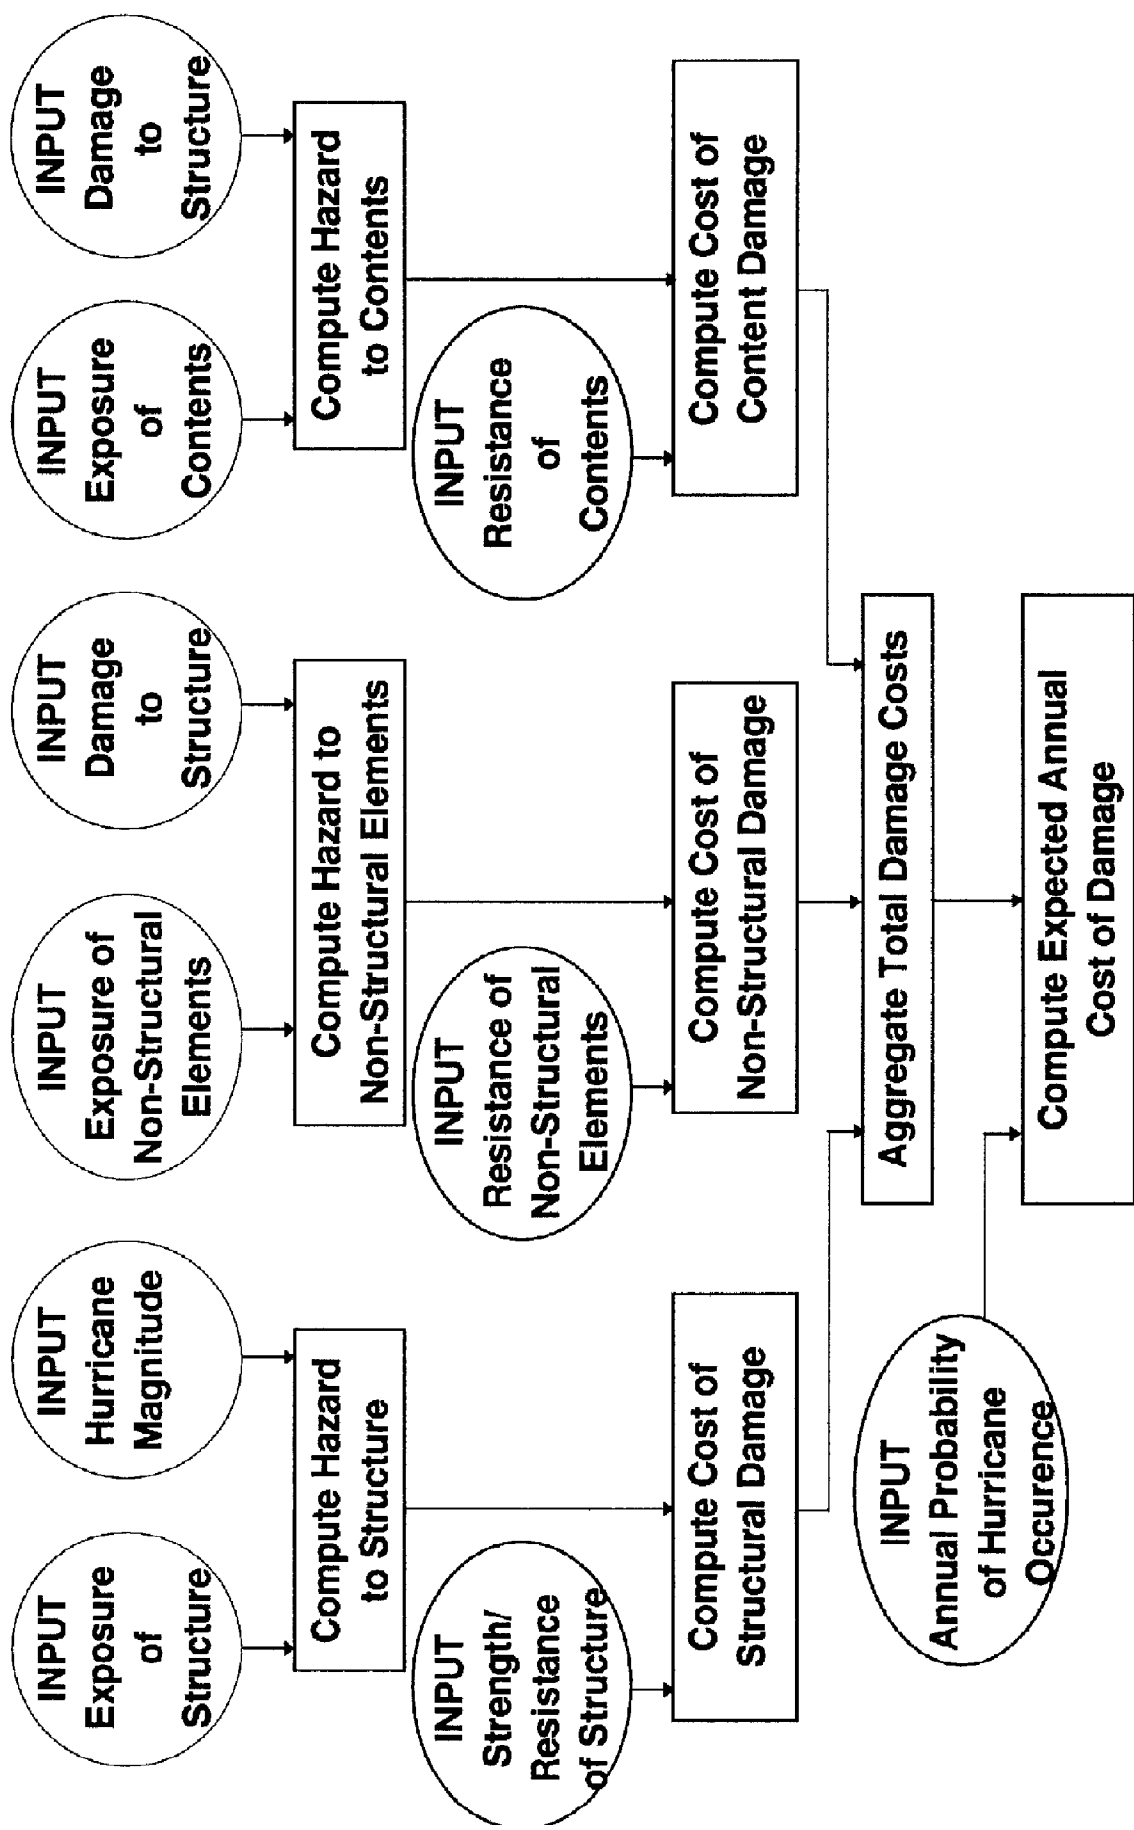 INPUT
Exposure
of
Structure
INPUT
Hurricane
Magnitude
INPUT
Exposure of
Non-Structural
Elements
INPUT
Damage
to
Structure
INPUT
Exposure
of
Contents
INPUT
Damage
to
Structure
Compute Hazard
to Structure
Compute Hazard to
Non-Structural Elements
Compute Hazard
to Contents
INPUT
Strength/
Resistance
of Structure
INPUT
Resistance of
Non-Structural
Elements
INPUT
Resistance
of
Contents
Compute Cost of
Structural Damage
Compute Cost of
Non-Structural Damage
Compute Cost of
Content Damage
Aggregate Total Damage Costs
INPUT
Annual Probability
of Hurricane
Occurence
Compute Expected Annual
Cost of Damage